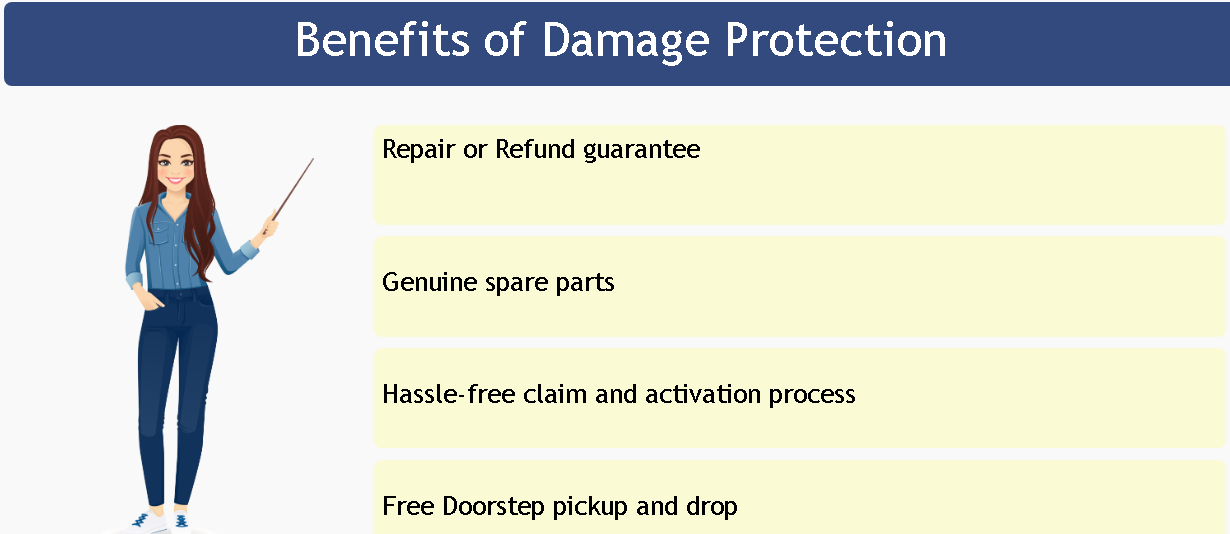 Benefits of Damage Protection
Repair or Refund guarantee
Genuine spare parts
Hassle-free claim and activation process
Free Doorstep pickup and drop